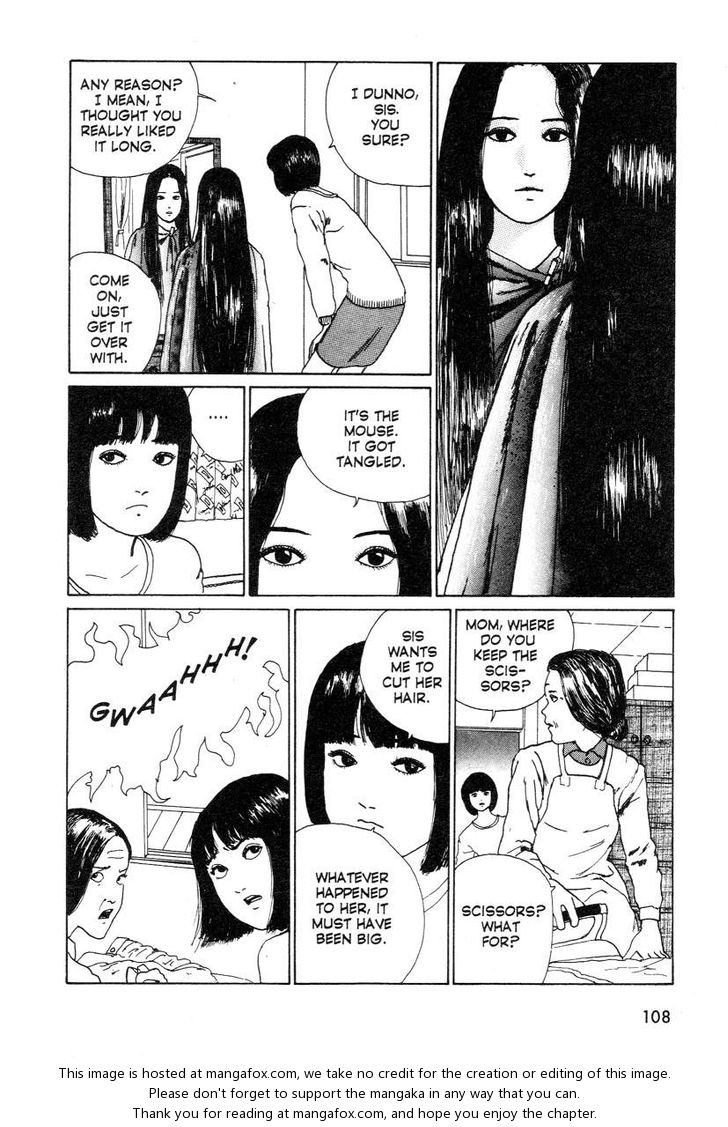 I DUNNO,
SIS.
YOU
SURE?
ANY REASON?
I MEAN, I
THOUGHT YOU
REALLY LIKED
IT LONG.
COME
ON,
JUST
GET IT
OVER
WITH.
IT'S THE
MOUSE.
IT GOT
TANGLED.
....
MOM, WHERE
DO YOU
KEEP THE
SCIS-
SORS?
SCISSORS?
WHAT
FOR?
SIS
WANTS
ME TO
CUT HER
HAIR.
WHATEVER
HAPPENED
TO HER, IT
MUST HAVE
BEEN BIG.
GWAAHHH!
108
This image is hosted at mangafox.com, we take no credit for the creation or editing of this image.
Please don't forget to support the mangaka in any way that you can.
Thank you for reading at mangafox.com, and hope you enjoy the chapter.